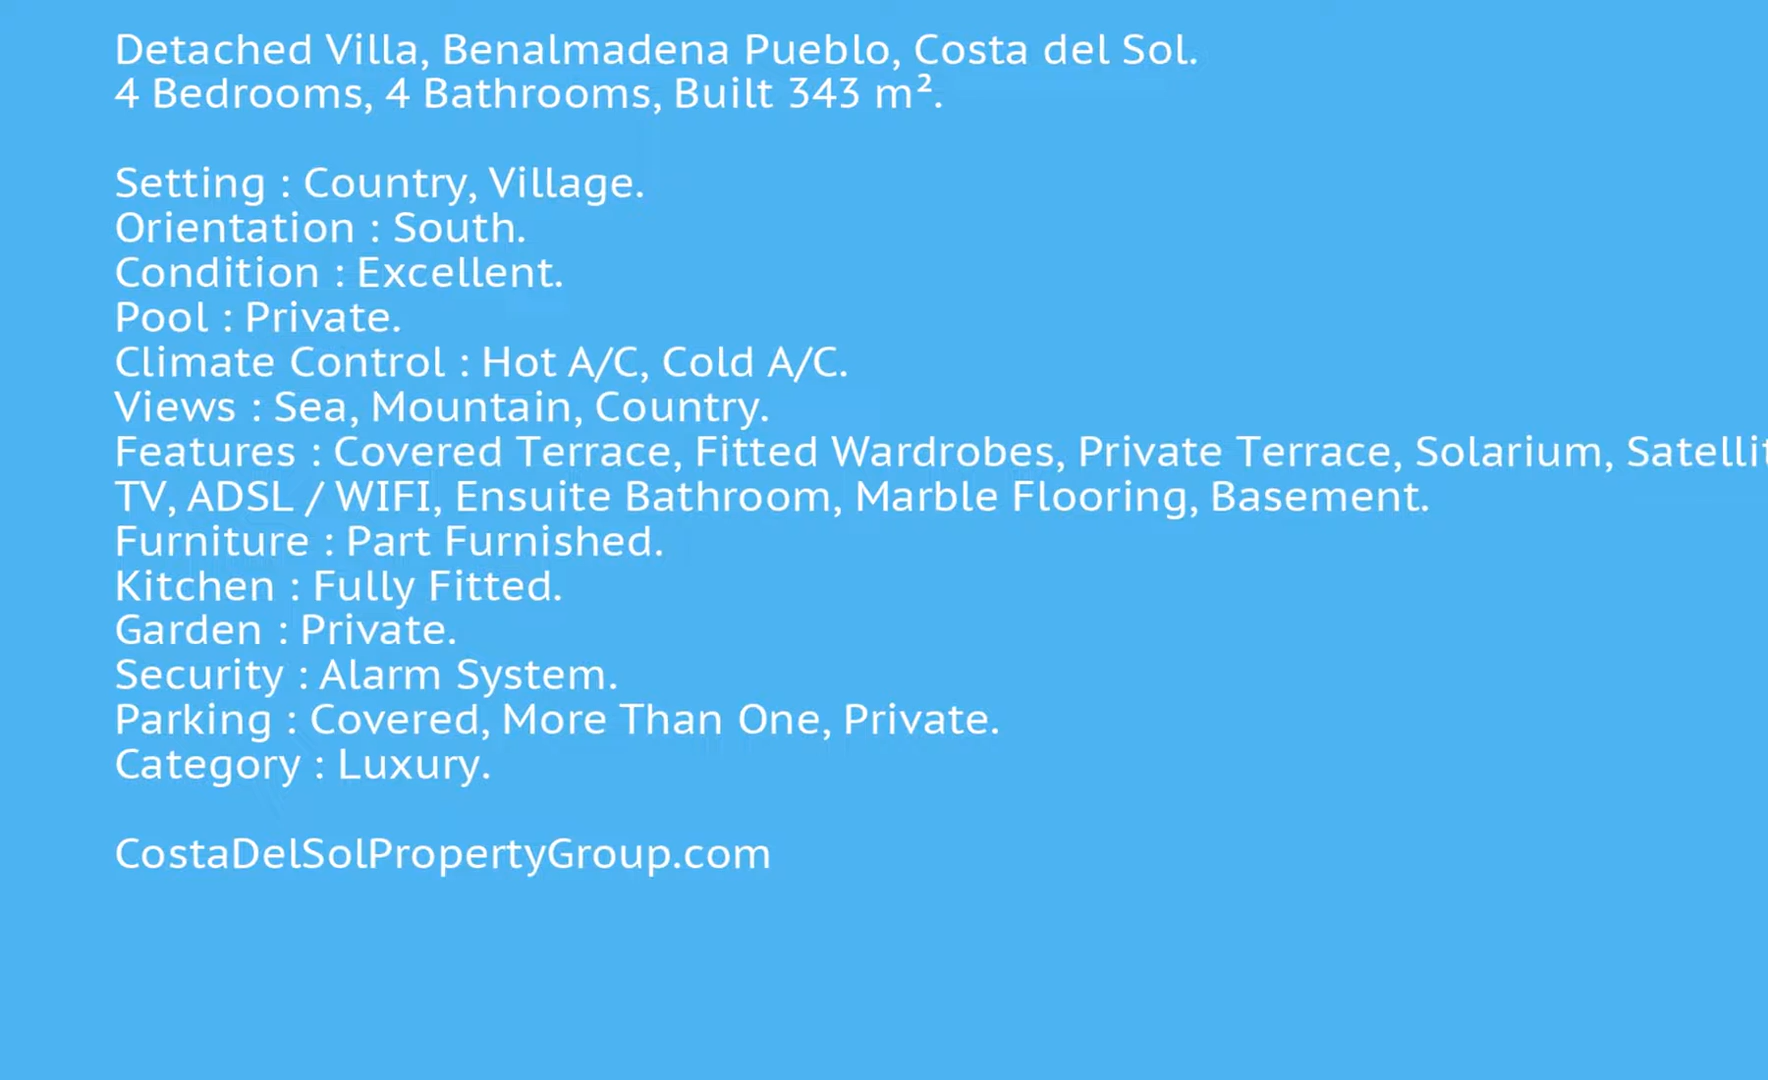 Detached Villa, Benalmadena Pueblo, Costa del Sol.
4 Bedrooms, 4 Bathrooms, Built 343 m².
Setting : Country, Village.
Orientation : South.
Condition : Excellent.
Pool : Private.
Climate Control : Hot A/C, Cold A/C.
Views : Sea, Mountain, Country.
Features : Covered Terrace, Fitted Wardrobes, Private Terrace, Solarium,
TV, ADSL / WIFI, Ensuite Bathroom, Marble Flooring, Basement.
Furniture : Part Furnished.
Kitchen : Fully Fitted.
Garden : Private.
Security : Alarm System.
Parking : Covered, More Than One, Private.
Category : Luxury.
CostaDelSolPropertyGroup.com